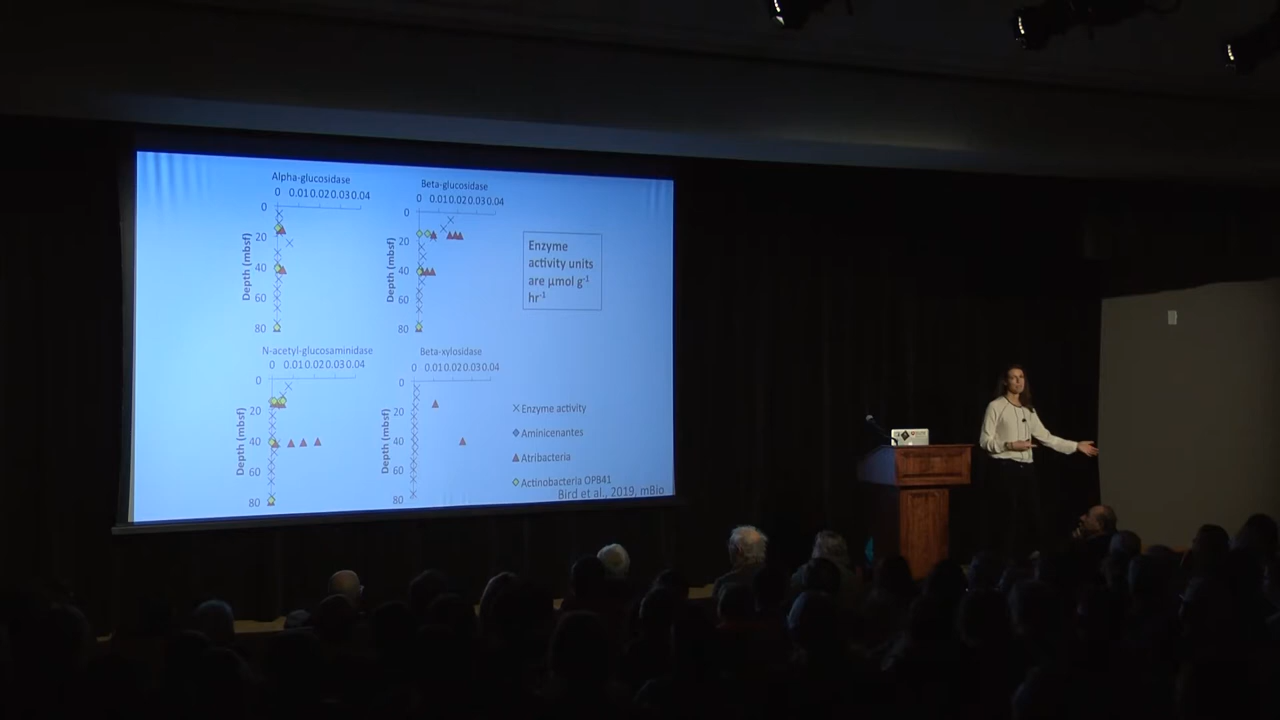 Alpha-glucosidase
0 0.01 0.02 0.03 0.04
0
20
40
60
80
Depth (mbsf)
Beta-glucosidase
0 0.01 0.02 0.03 0.04
0
20
40
60
80
Depth (mbsf)
Enzyme
activity units
are µmol g⁻¹
hr⁻¹
N-acetyl-glucosaminidase
0 0.01 0.02 0.03 0.04
0
20
40
60
80
Depth (mbsf)
Beta-xylosidase
0 0.01 0.02 0.03 0.04
0
20
40
60
80
Depth (mbsf)
Enzyme activity
Aminicenantes
Atribacteria
Actinobacteria OPB41
Bird et al., 2019, mBio